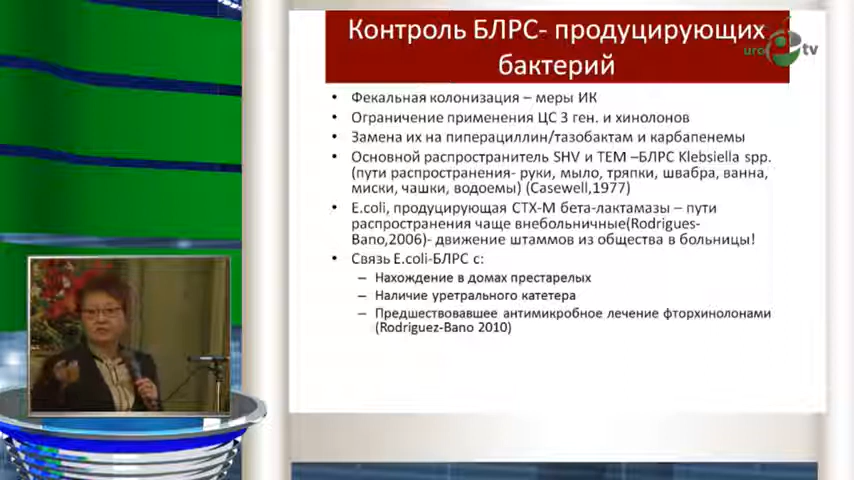 Контроль БЛРС- продуцирующих
бактерий
uro tv
• Фекальная колонизация – меры ИК
• Ограничение применения ЦС 3 ген. и хинолонов
• Замена их на пиперациллин/тазобактам и карбапенемы
• Основной распространитель SHV и TEM –БЛРС Klebsiella spp.
(пути распространения- руки, мыло, тряпки, швабра, ванна,
миски, чашки, водоемы) (Casewell,1977)
• E.coli, продуцирующая CTX-M бета-лактамазы – пути
распространения чаще внебольничные(Rodrigues-
Bano,2006)- движение штаммов из общества в больницы!
• Связь E.coli-БЛРС с:
– Нахождение в домах престарелых
– Наличие уретрального катетера
– Предшествовавшее антимикробное лечение фторхинолонами
(Rodriguez-Bano 2010)